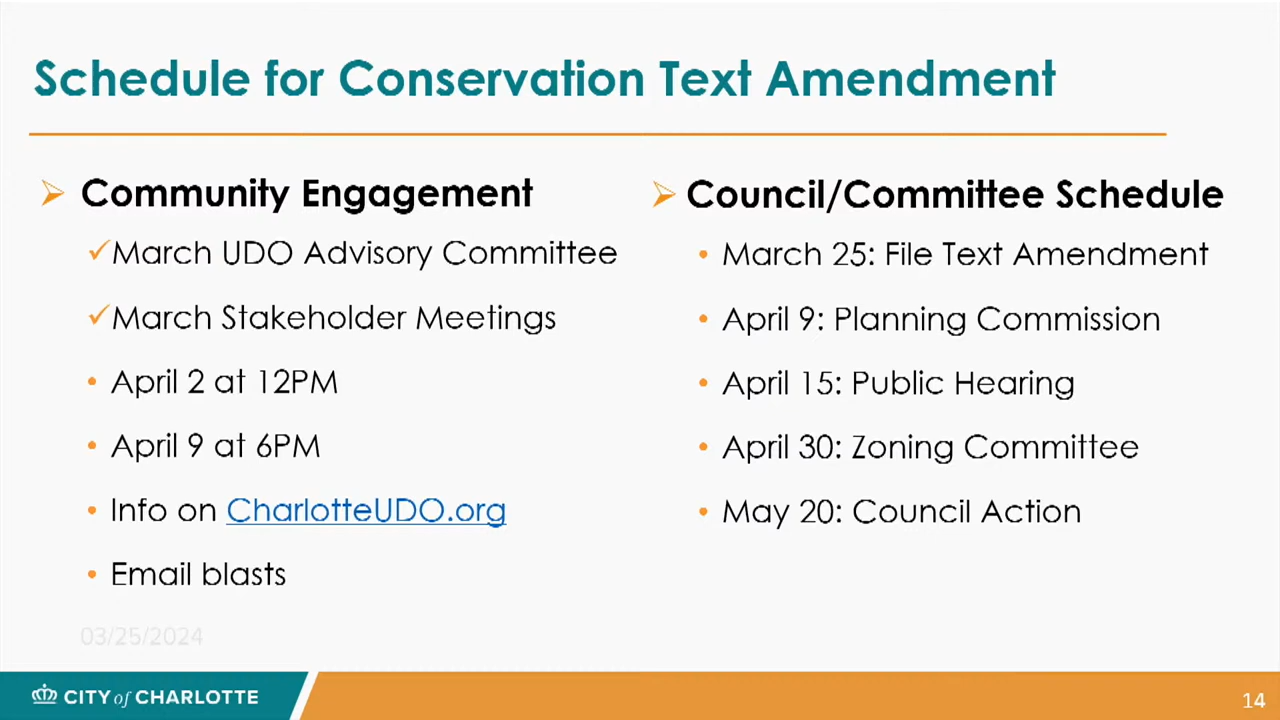 Schedule for Conservation Text Amendment
Community Engagement
March UDO Advisory Committee
March Stakeholder Meetings
April 2 at 12PM
April 9 at 6PM
Info on CharlotteUDO.org
Email blasts
Council/Committee Schedule
March 25: File Text Amendment
April 9: Planning Commission
April 15: Public Hearing
April 30: Zoning Committee
May 20: Council Action
03/25/2024
CITY of CHARLOTTE
14